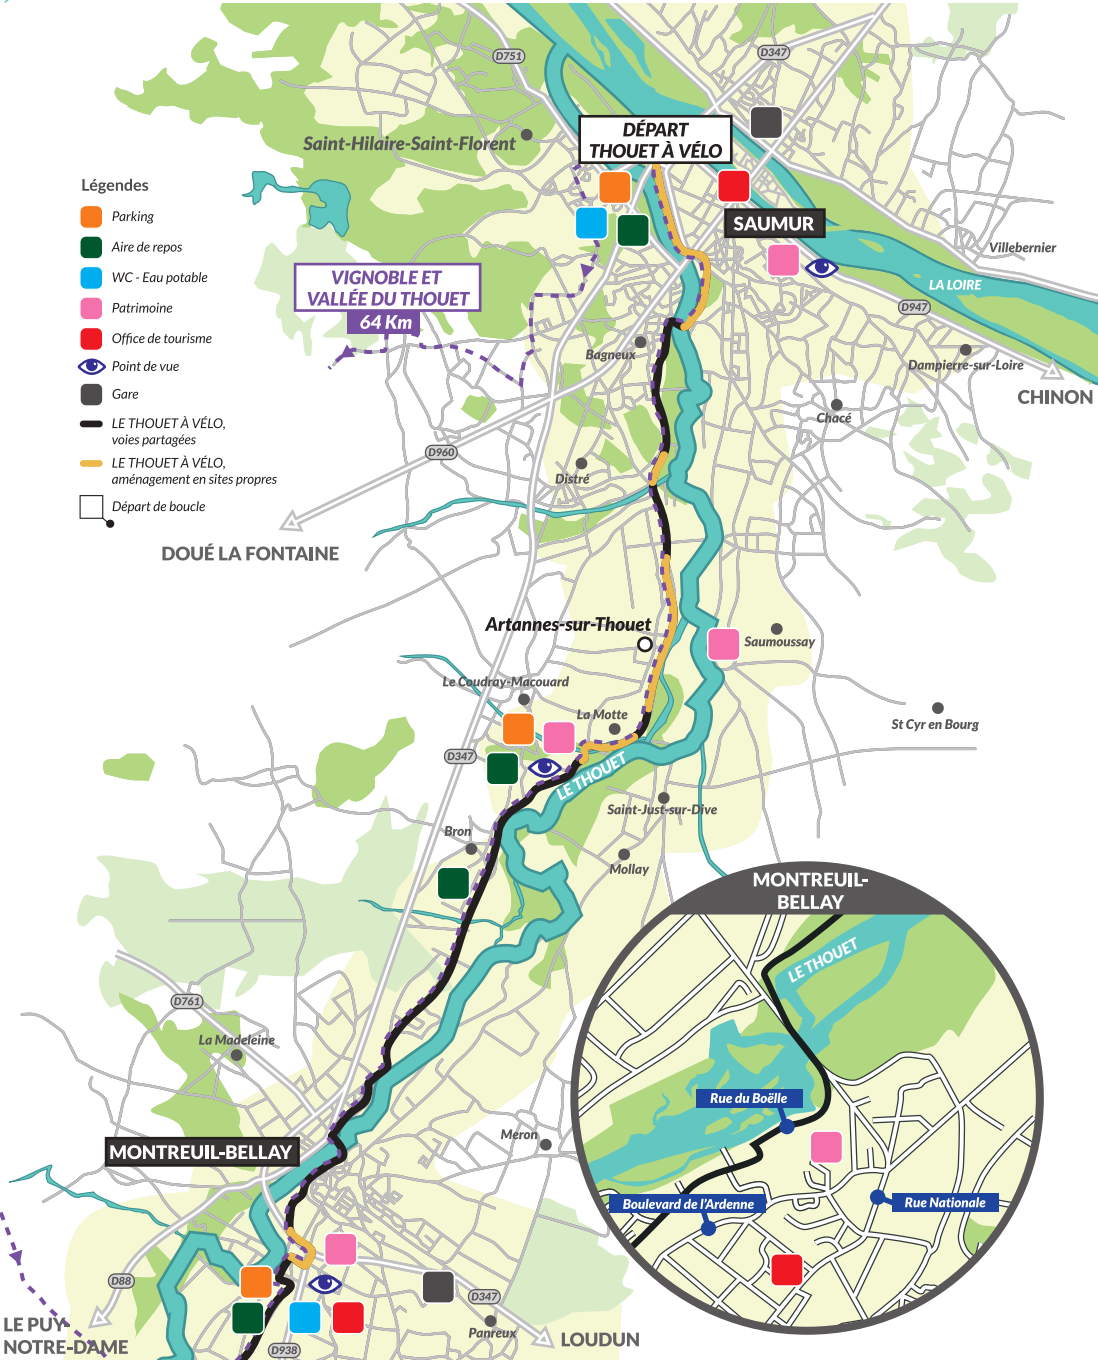 D751
D347
Saint-Hilaire-Saint-Florent
DÉPART
THOUET À VÉLO
Légendes
Parking
Aire de repos
WC - Eau potable
Patrimoine
Office de tourisme
Point de vue
Gare
LE THOUET À VÉLO,
voies partagées
LE THOUET À VÉLO,
aménagement en sites propres
Départ de boucle
SAUMUR
Villebernier
LA LOIRE
D947
VIGNOBLE ET
VALLÉE DU THOUET
64 Km
Bagneux
Dampierre-sur-Loire
CHINON
Chacé
D960
Distré
DOUÉ LA FONTAINE
Artannes-sur-Thouet
Saumoussay
Le Coudray-Macouard
La Motte
St Cyr en Bourg
D347
LE THOUET
Saint-Just-sur-Dive
Bron
Mollay
MONTREUIL-
BELLAY
LE THOUET
D761
La Madeleine
Rue du Boëlle
Meron
MONTREUIL-BELLAY
Boulevard de l'Ardenne
Rue Nationale
D88
D347
LE PUY-
NOTRE-DAME
Panreux
LOUDUN
D938